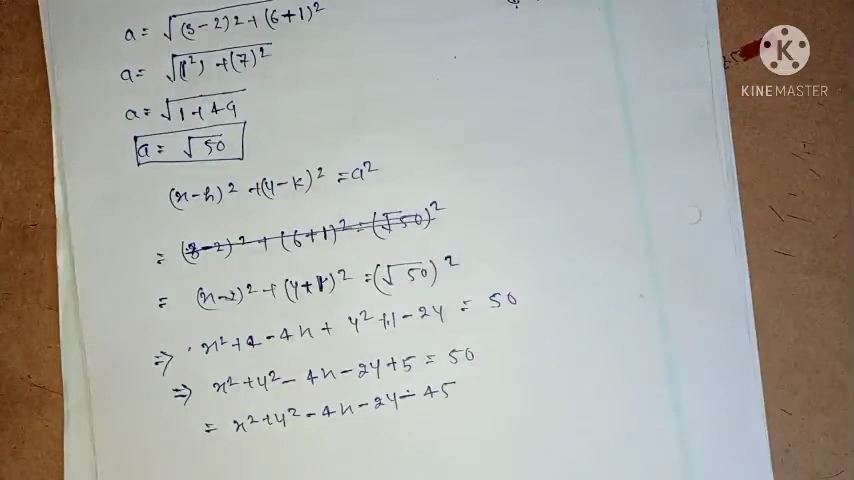 a = √(3-2)2 + (6+1)²
a = √(1²) + (7)²
KINEMASTER
a = √1+49
a = √50
(x-h)² + (y-k)² = a²
= (3-2)² + (6+1)² = (√50)²
= (x-2)² + (y+1)² = (√50)²
⇒ x²+4-4x + y²+1-2y = 50
⇒ x²+y²-4x-2y+5 = 50
= x²+y²-4x-2y-45